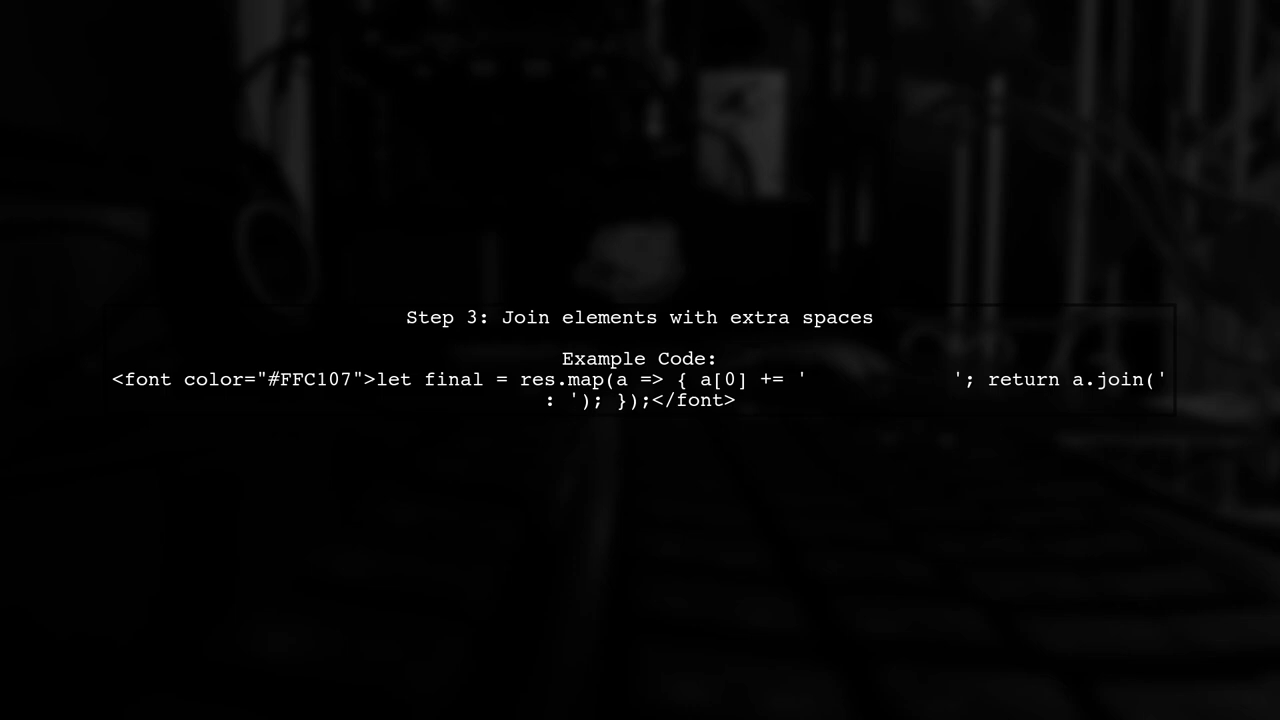 Step 3: Join elements with extra spaces
Example Code:
<font color="#FFC107">let final = res.map(a => { a[0] += '            '; return a.join('
: '); });</font>